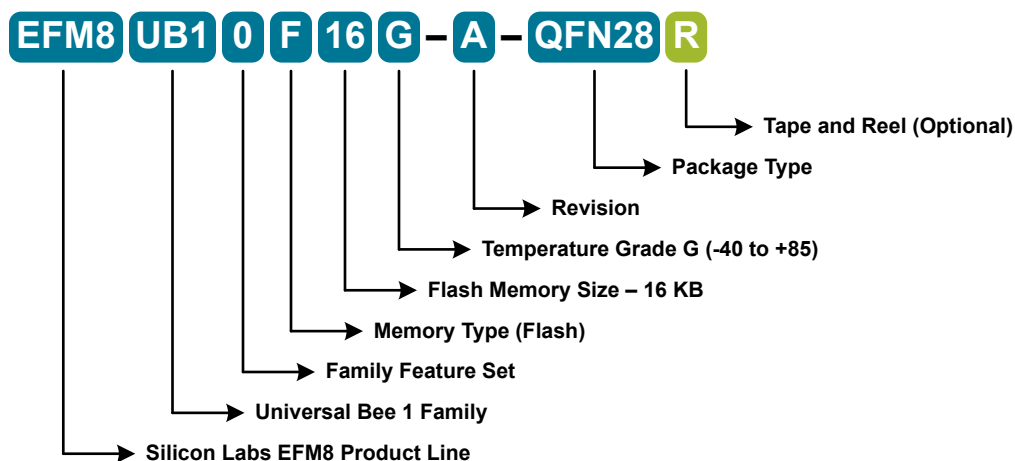 EFM8 UB1 0 F 16 G – A – QFN28 R
Tape and Reel (Optional)
Package Type
Revision
Temperature Grade G (-40 to +85)
Flash Memory Size – 16 KB
Memory Type (Flash)
Family Feature Set
Universal Bee 1 Family
Silicon Labs EFM8 Product Line